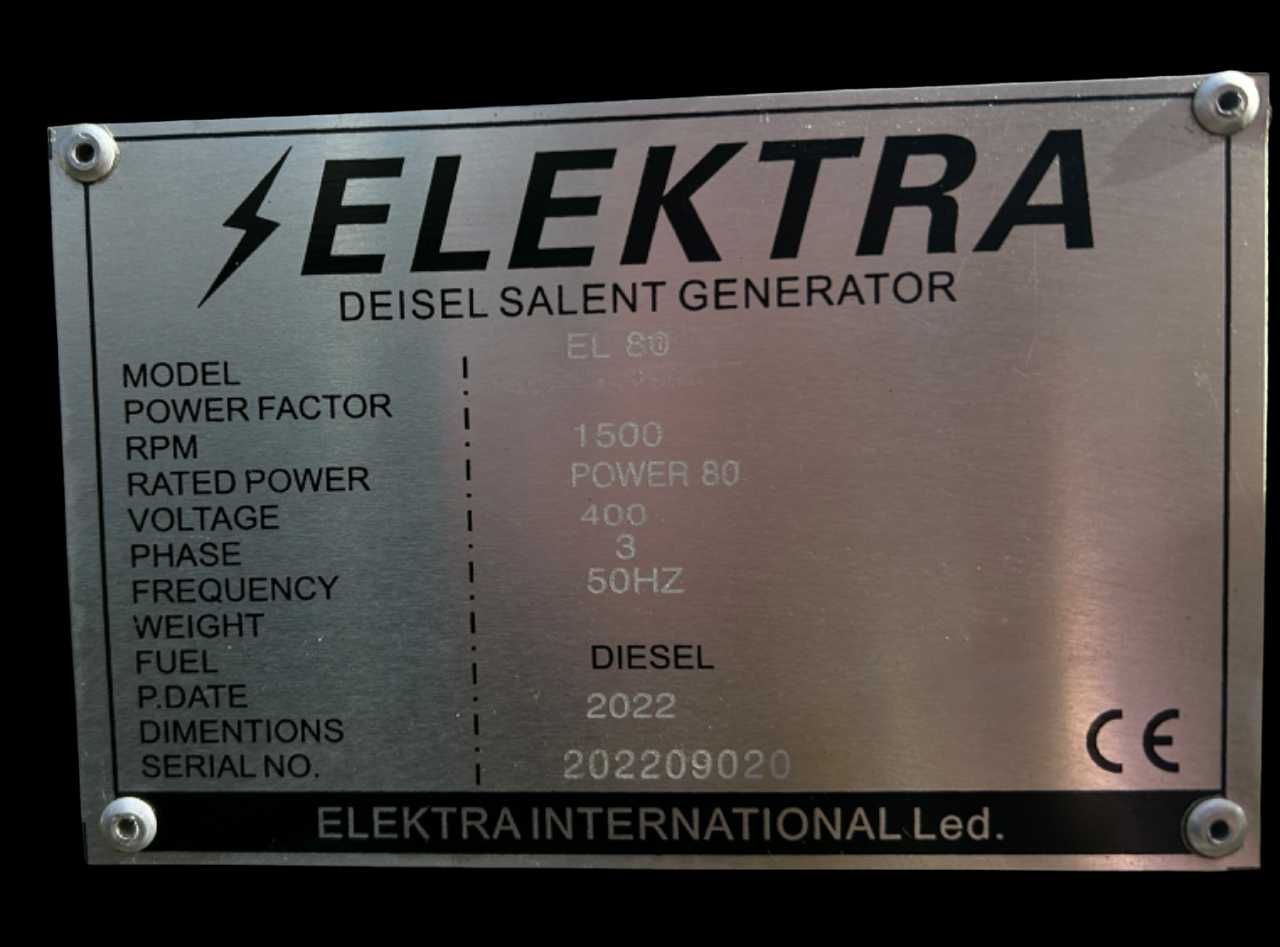 ELEKTRA
DEISEL SALENT GENERATOR
MODEL EL 80
POWER FACTOR
RPM 1500
RATED POWER POWER 80
VOLTAGE 400
PHASE 3
FREQUENCY 50HZ
WEIGHT
FUEL DIESEL
P.DATE 2022
DIMENTIONS
SERIAL NO. 202209020
CE
ELEKTRA INTERNATIONAL Led.